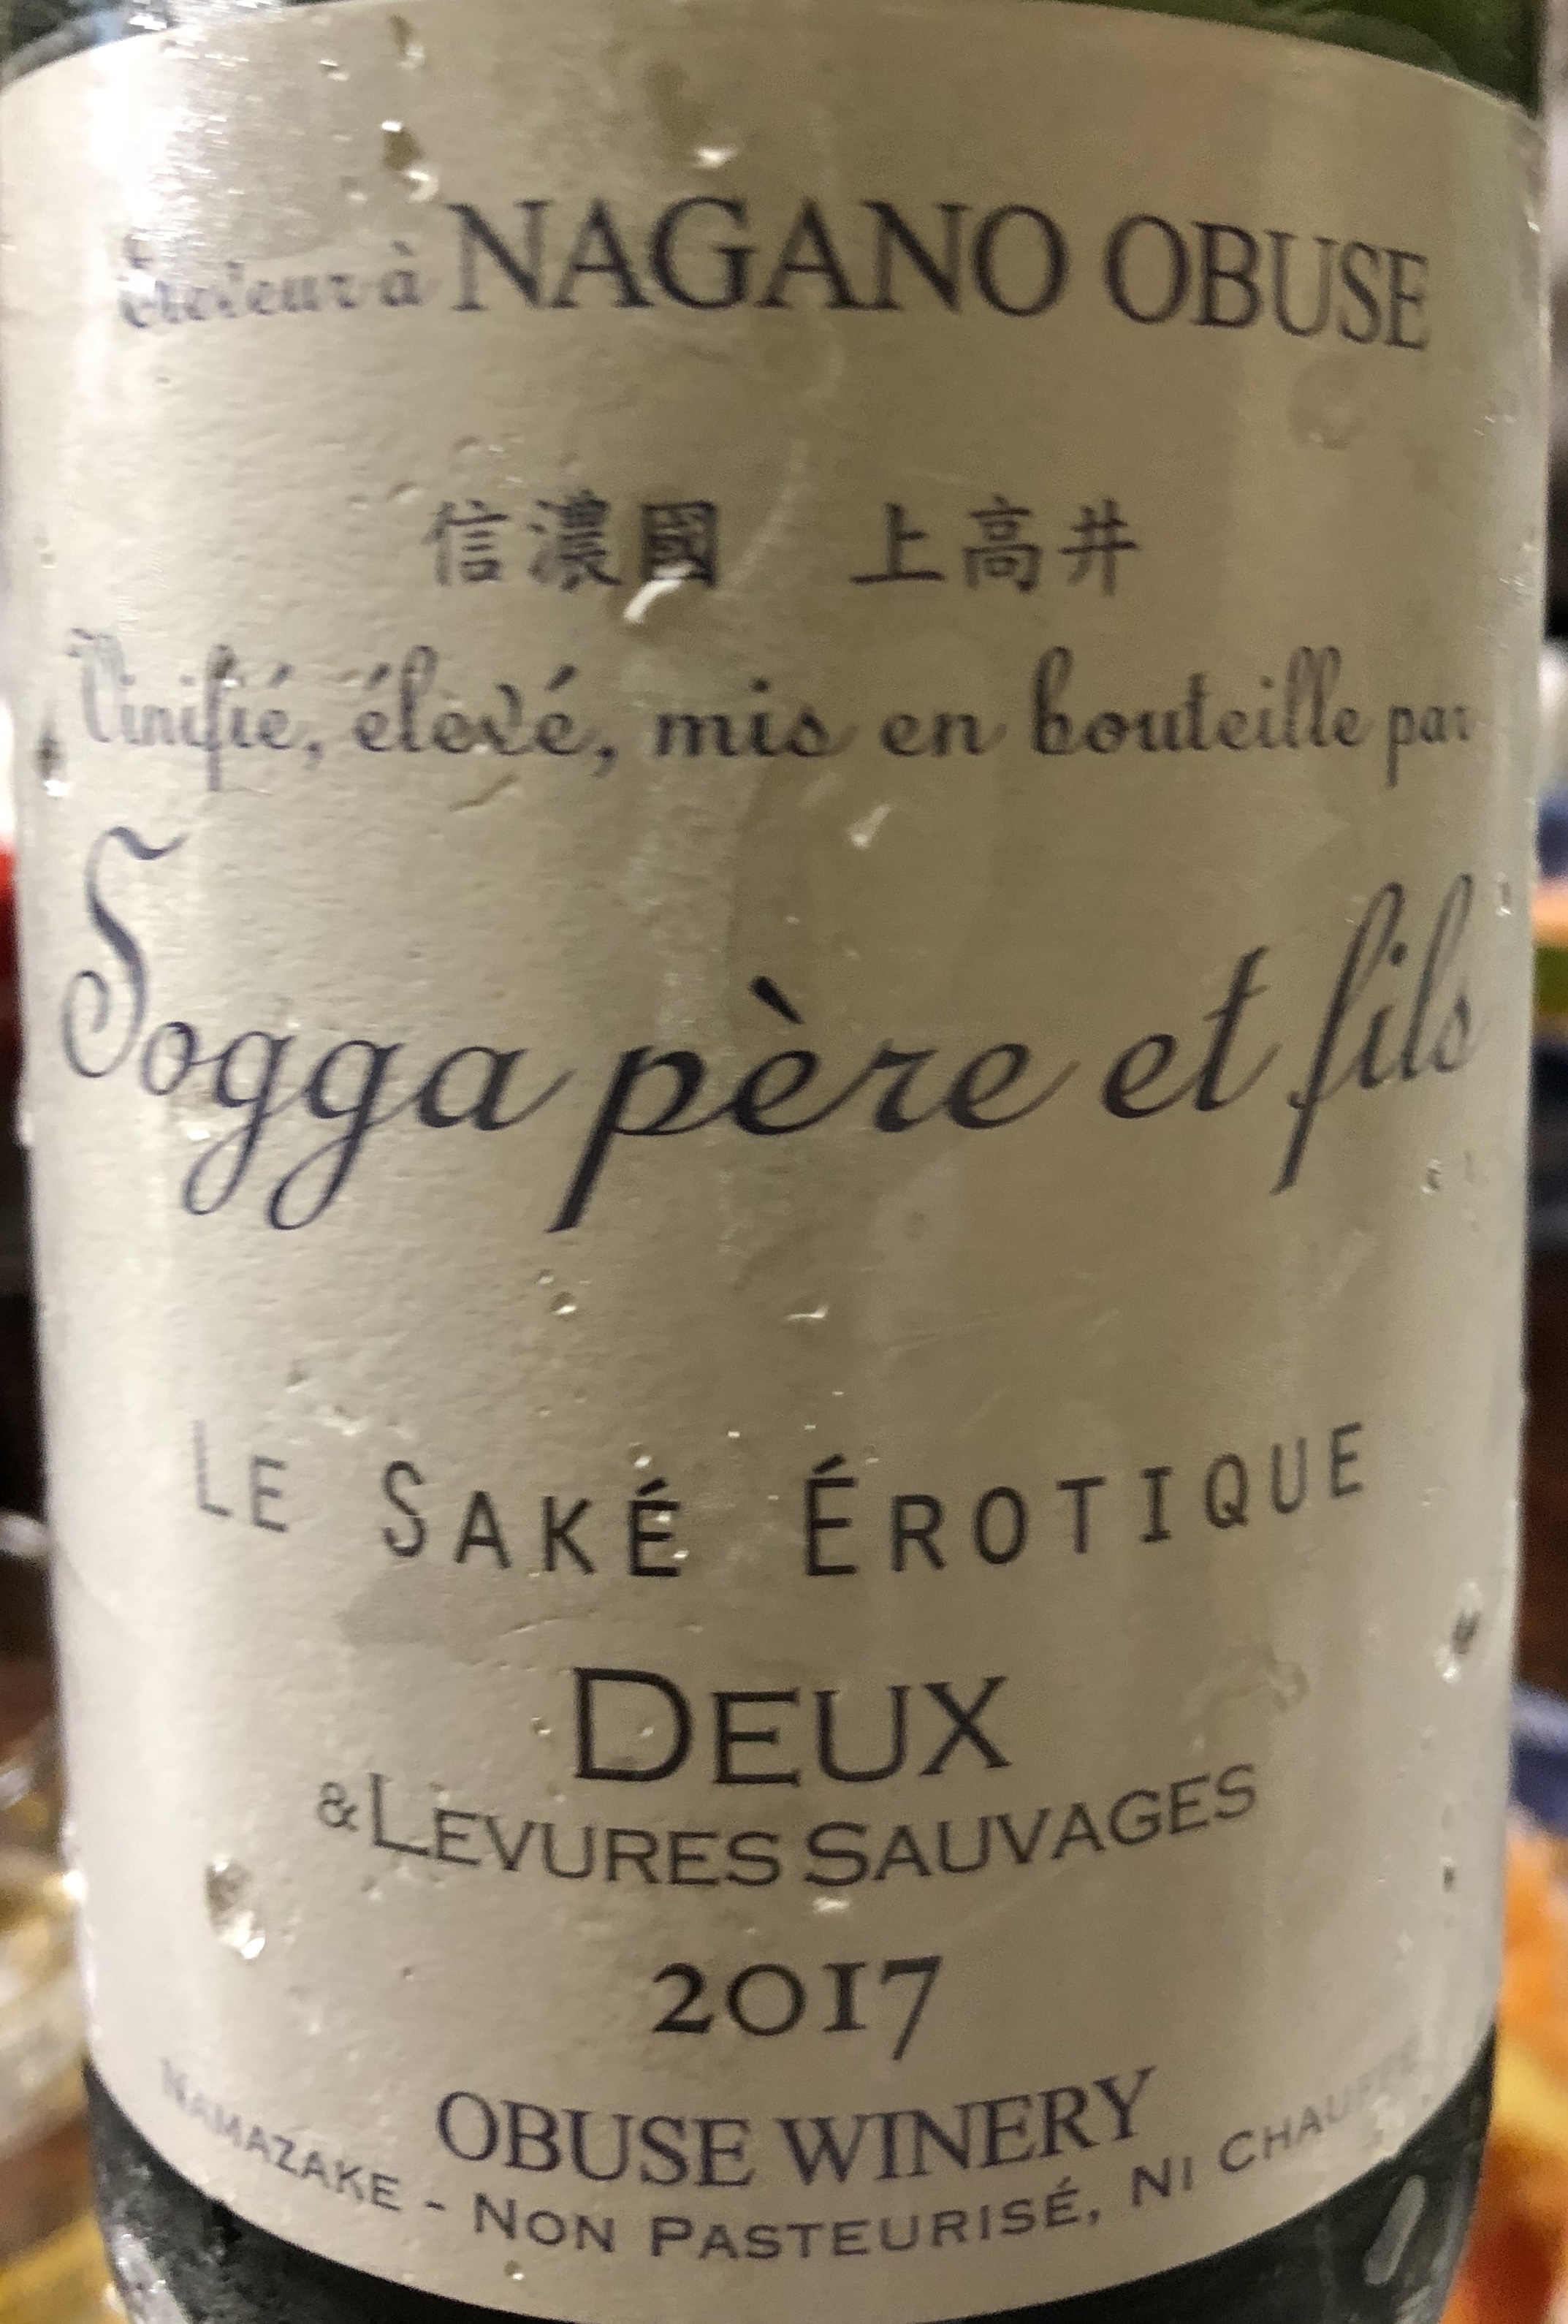 à NAGANO OBUSE
信濃國 上高井
Vinifié, élevé, mis en bouteille par
Sogga père et fils
LE SAKÉ ÉROTIQUE
DEUX
& LEVURES SAUVAGES
2017
OBUSE WINERY
NAMAZAKE - NON PASTEURISÉ, NI CHAUFFÉ